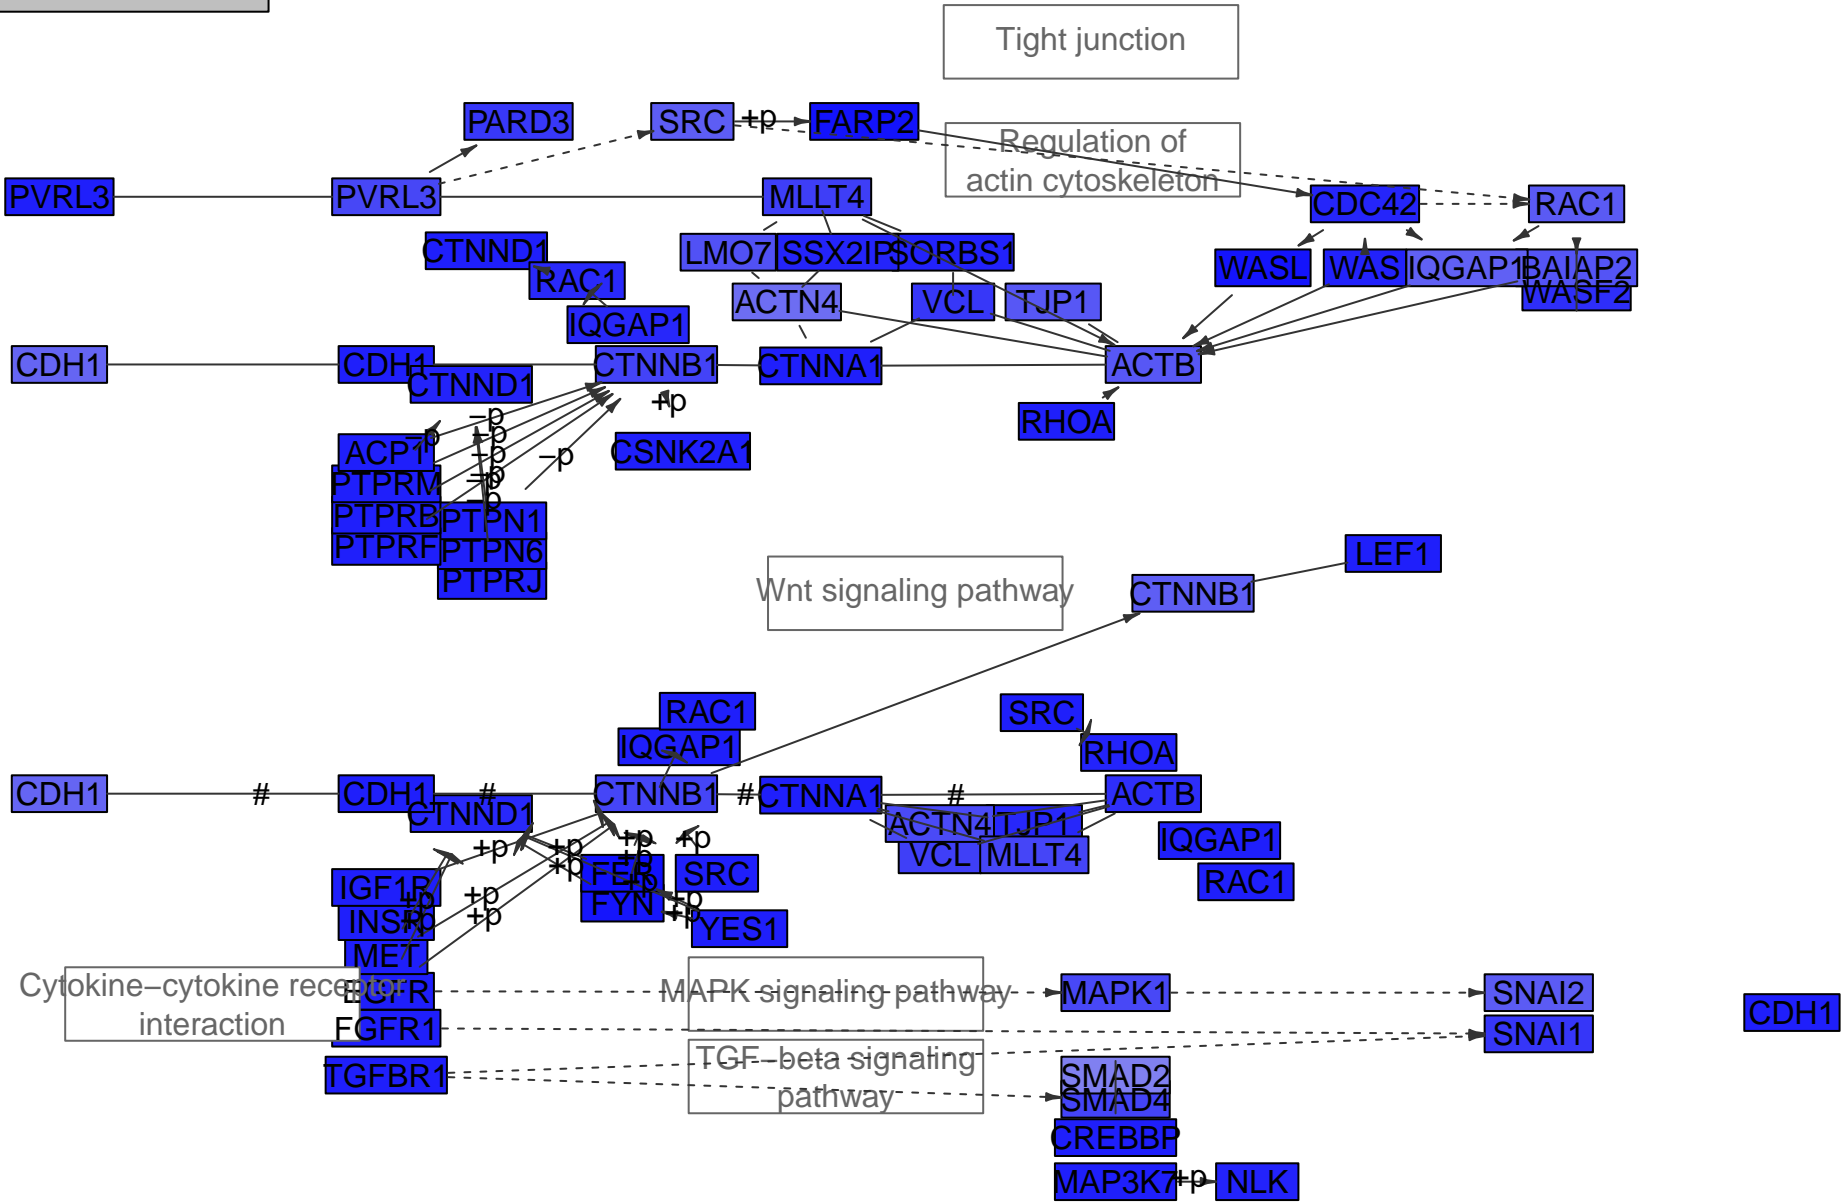 Tight junction
PARD3
SRC
+p
FARP2
Regulation of
actin cytoskeleton
PVRL3
PVRL3
MLLT4
CDC42
RAC1
CTNND1
LMO7
SSX2IP
SORBS1
WASL
WAS
IQGAP1
BAIAP2
RAC1
WASF2
ACTN4
VCL
TJP1
IQGAP1
CDH1
CDH1
CTNNB1
CTNNA1
ACTB
CTNND1
+p
−p
RHOA
−p
−p
ACP1
−p
−p
CSNK2A1
−p
−p
PTPRM
−p
PTPRB
PTPN1
PTPRF
PTPN6
LEF1
PTPRJ
Wnt signaling pathway
CTNNB1
RAC1
SRC
IQGAP1
RHOA
CDH1
#
CDH1
#
CTNNB1
#
CTNNA1
#
ACTB
CTNND1
ACTN4
TJP1
+p
+p
+p
+p
IQGAP1
VCL
MLLT4
+p
+p
FER
SRC
IGF1R
+p
RAC1
+p
+p
+p
FYN
+p
INSR
+p
+p
+p
YES1
MET
Cytokine−cytokine receptor
interaction
EGFR
MAPK signaling pathway
MAPK1
SNAI2
FGFR1
SNAI1
CDH1
TGF−beta signaling
pathway
TGFBR1
SMAD2
SMAD4
CREBBP
MAP3K7
+p
NLK